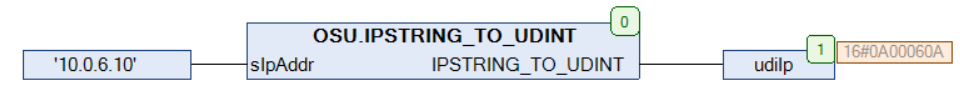 0
OSU.IPSTRING_TO_UDINT
1
16#0A00060A
'10.0.6.10'
sIpAddr
IPSTRING_TO_UDINT
udiIp